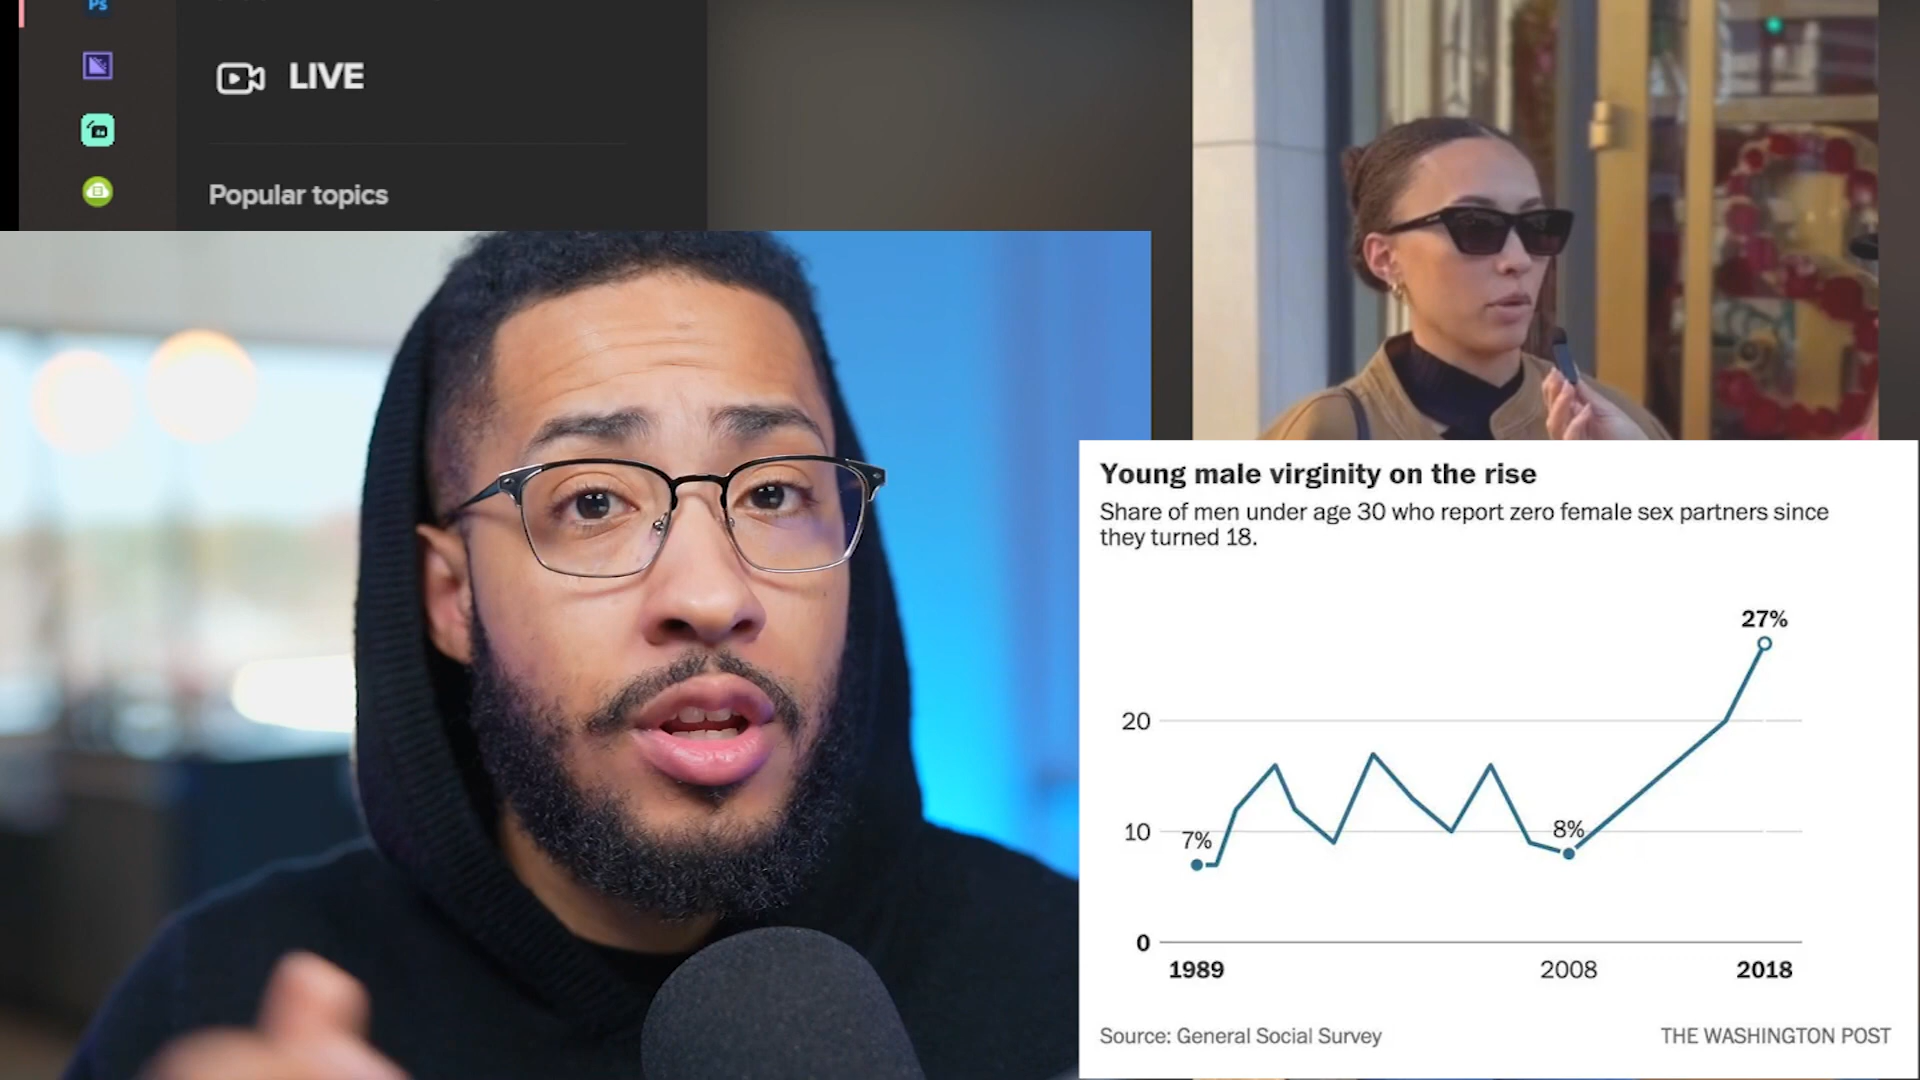 Ps
LIVE
Popular topics
Young male virginity on the rise
Share of men under age 30 who report zero female sex partners since
they turned 18.
27%
20
10
7%
8%
0
1989
2008
2018
Source: General Social Survey
THE WASHINGTON POST